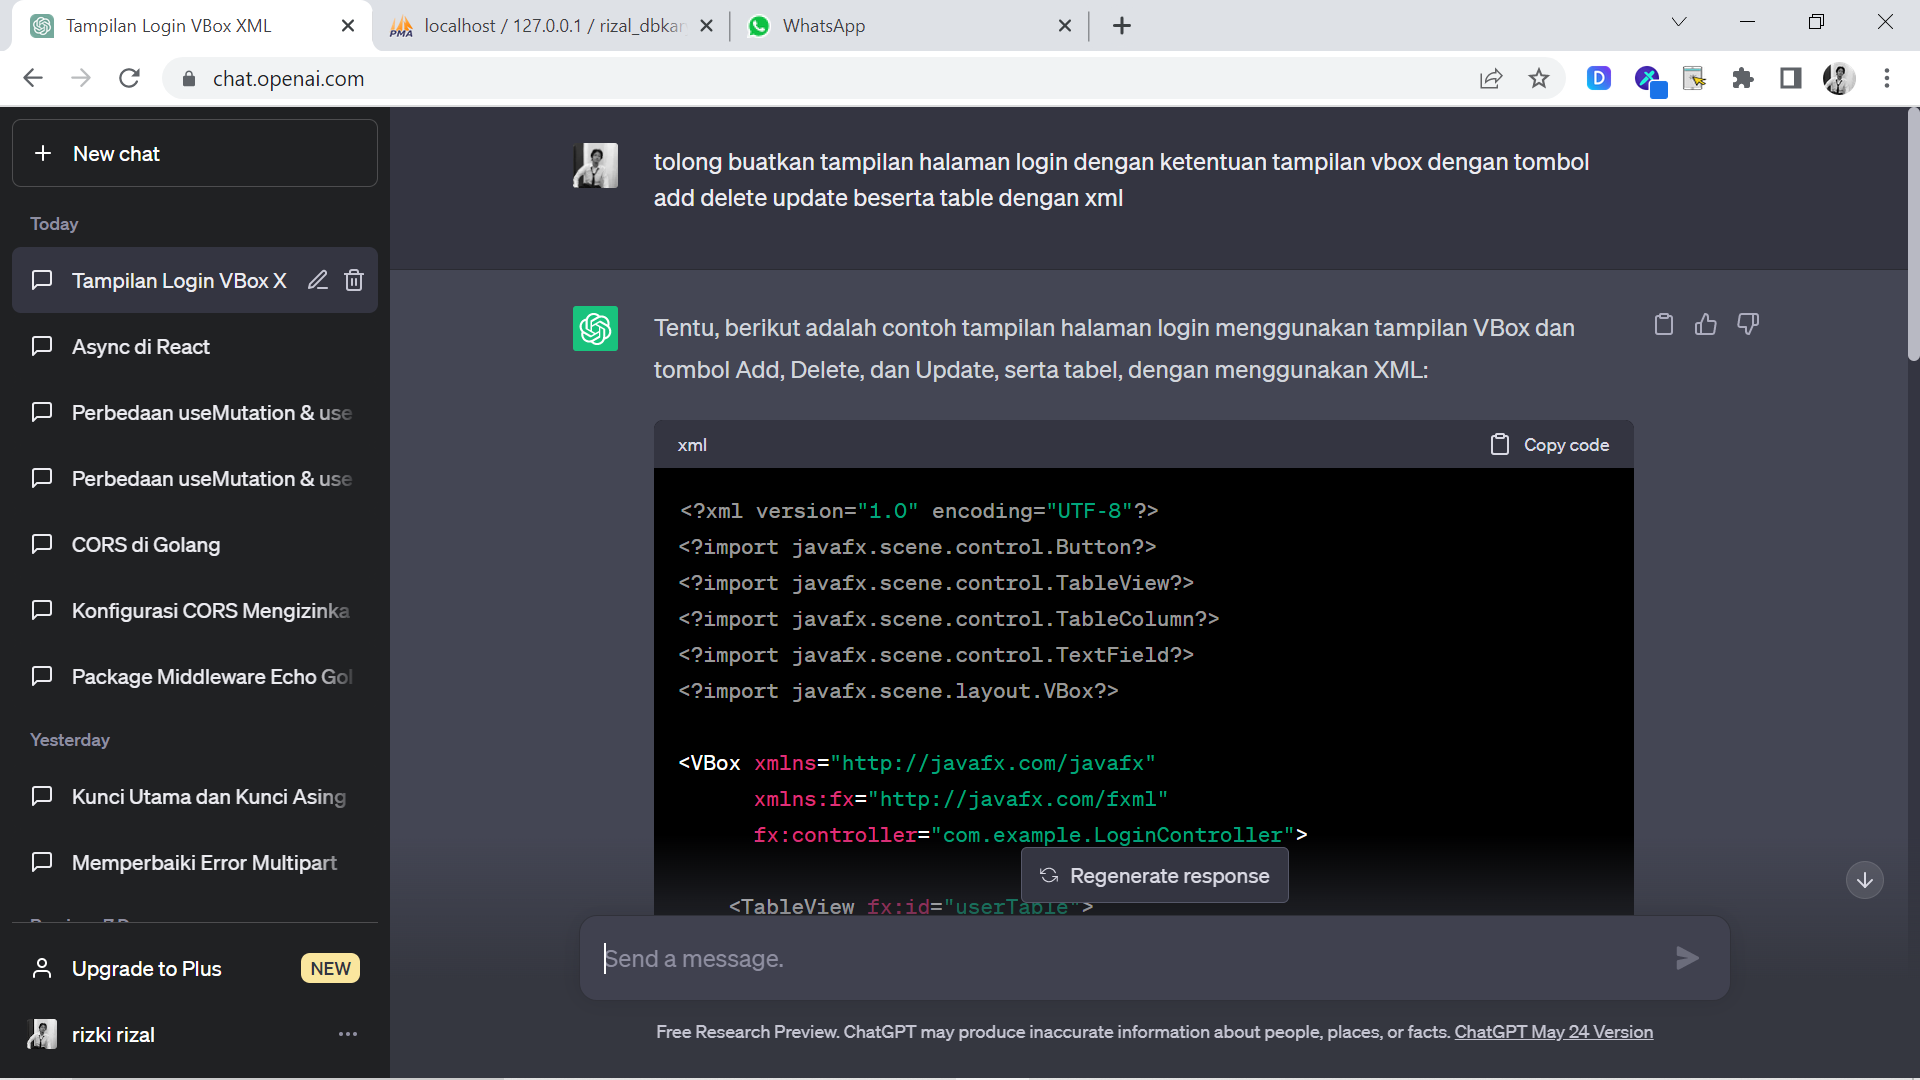 Tampilan Login VBox XML
localhost / 127.0.0.1 / rizal_dbkar
WhatsApp
chat.openai.com
New chat
Today
Tampilan Login VBox X
Async di React
Perbedaan useMutation & use
Perbedaan useMutation & use
CORS di Golang
Konfigurasi CORS Mengizinka
Package Middleware Echo Gol
Yesterday
Kunci Utama dan Kunci Asing
Memperbaiki Error Multipart
Upgrade to Plus NEW
rizki rizal
tolong buatkan tampilan halaman login dengan ketentuan tampilan vbox dengan tombol
add delete update beserta table dengan xml
Tentu, berikut adalah contoh tampilan halaman login menggunakan tampilan VBox dan
tombol Add, Delete, dan Update, serta tabel, dengan menggunakan XML:
xml Copy code
<?xml version="1.0" encoding="UTF-8"?>
<?import javafx.scene.control.Button?>
<?import javafx.scene.control.TableView?>
<?import javafx.scene.control.TableColumn?>
<?import javafx.scene.control.TextField?>
<?import javafx.scene.layout.VBox?>
<VBox xmlns="http://javafx.com/javafx"
xmlns:fx="http://javafx.com/fxml"
fx:controller="com.example.LoginController">
Regenerate response
<TableView fx:id="userTable">
Send a message.
Free Research Preview. ChatGPT may produce inaccurate information about people, places, or facts. ChatGPT May 24 Version